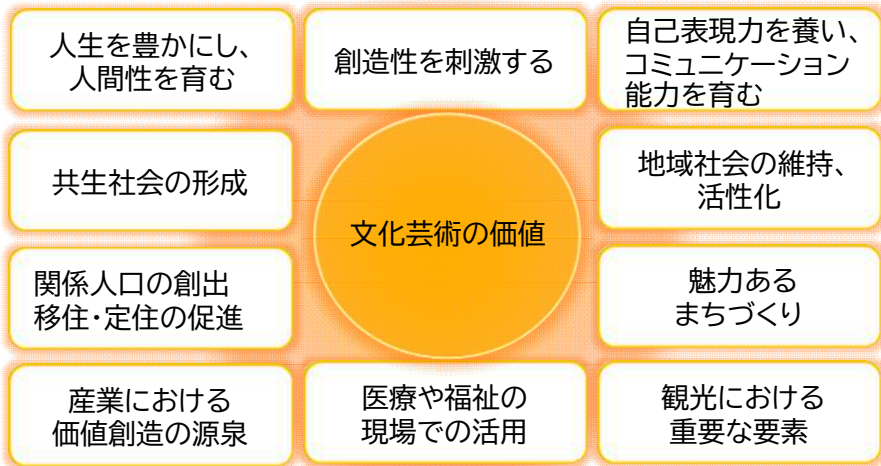 人生を豊かにし、
人間性を育む
創造性を刺激する
自己表現力を養い、
コミュニケーション
能力を育む
共生社会の形成
文化芸術の価値
地域社会の維持、
活性化
関係人口の創出
移住・定住の促進
魅力ある
まちづくり
産業における
価値創造の源泉
医療や福祉の
現場での活用
観光における
重要な要素